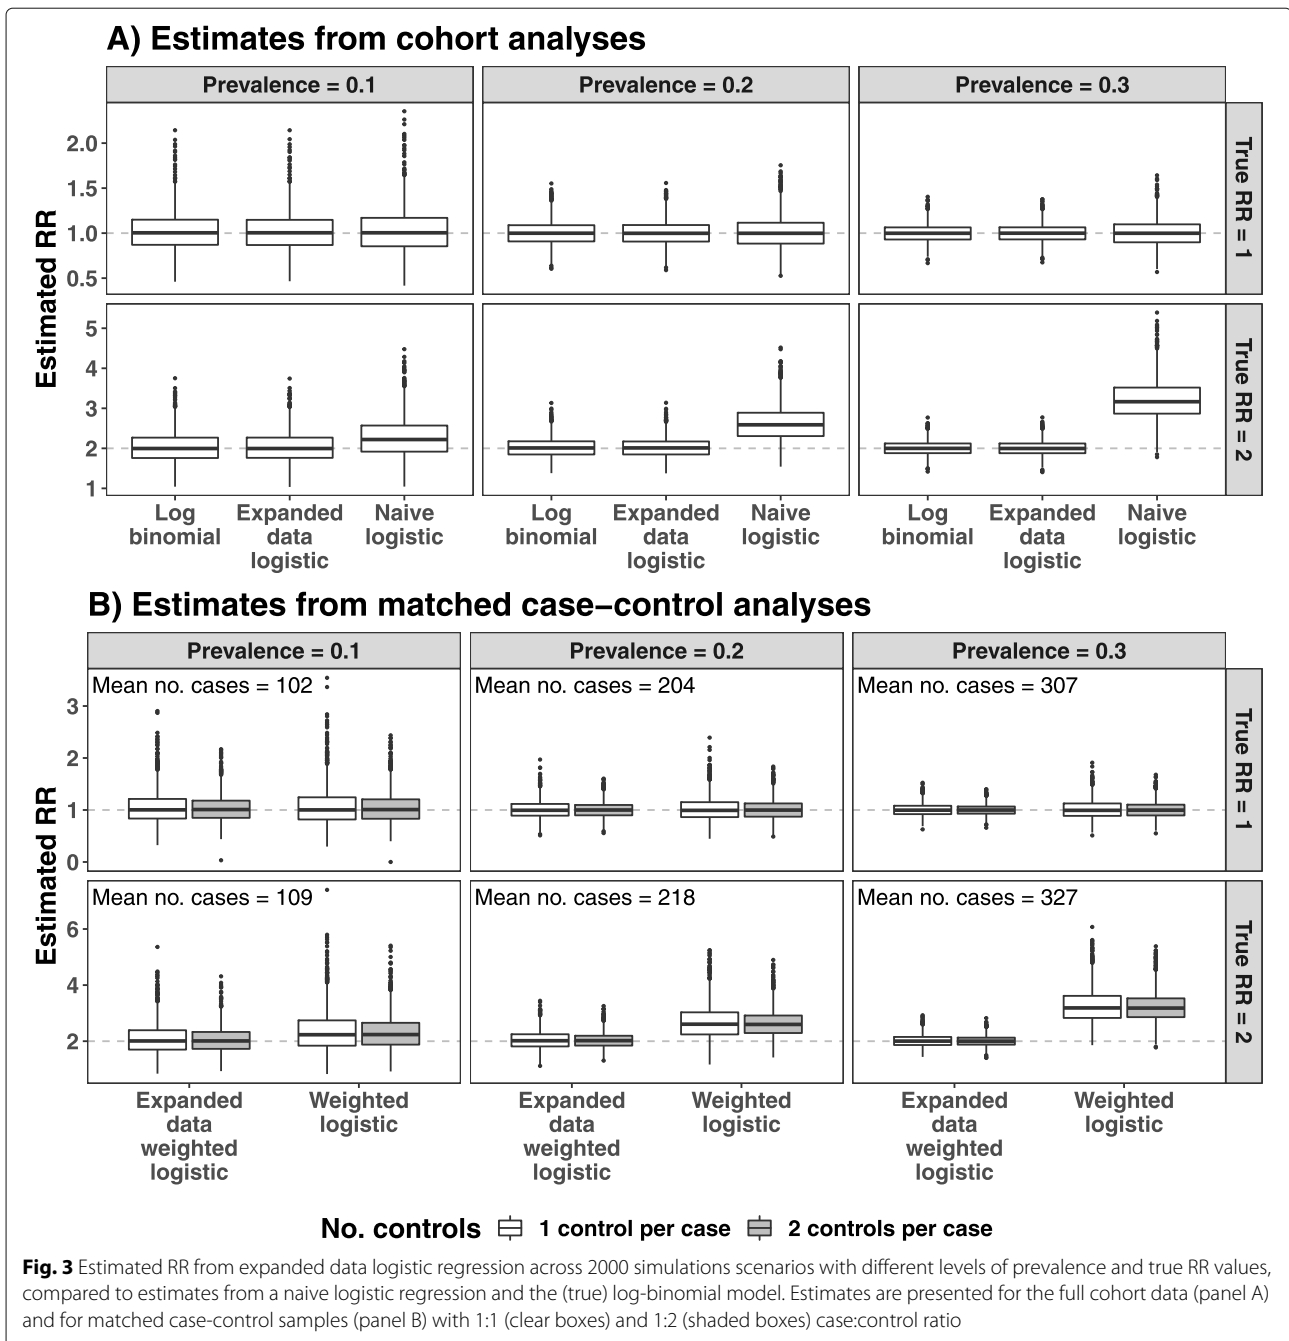 A) Estimates from cohort analyses
Prevalence = 0.1
Prevalence = 0.2
Prevalence = 0.3
Estimated RR
2.0
1.5
1.0
0.5
True RR = 1
Estimated RR
5
4
3
2
1
True RR = 2
Log
binomial
Expanded
data
logistic
Naive
logistic
Log
binomial
Expanded
data
logistic
Naive
logistic
Log
binomial
Expanded
data
logistic
Naive
logistic
B) Estimates from matched case–control analyses
Prevalence = 0.1
Prevalence = 0.2
Prevalence = 0.3
Mean no. cases = 102
Mean no. cases = 204
Mean no. cases = 307
3
2
1
0
True RR = 1
Estimated RR
Mean no. cases = 109
Mean no. cases = 218
Mean no. cases = 327
6
4
2
True RR = 2
Expanded
data
weighted
logistic
Weighted
logistic
Expanded
data
weighted
logistic
Weighted
logistic
Expanded
data
weighted
logistic
Weighted
logistic
No. controls 1 control per case 2 controls per case
Fig. 3 Estimated RR from expanded data logistic regression across 2000 simulations scenarios with different levels of prevalence and true RR values,
compared to estimates from a naive logistic regression and the (true) log-binomial model. Estimates are presented for the full cohort data (panel A)
and for matched case-control samples (panel B) with 1:1 (clear boxes) and 1:2 (shaded boxes) case:control ratio